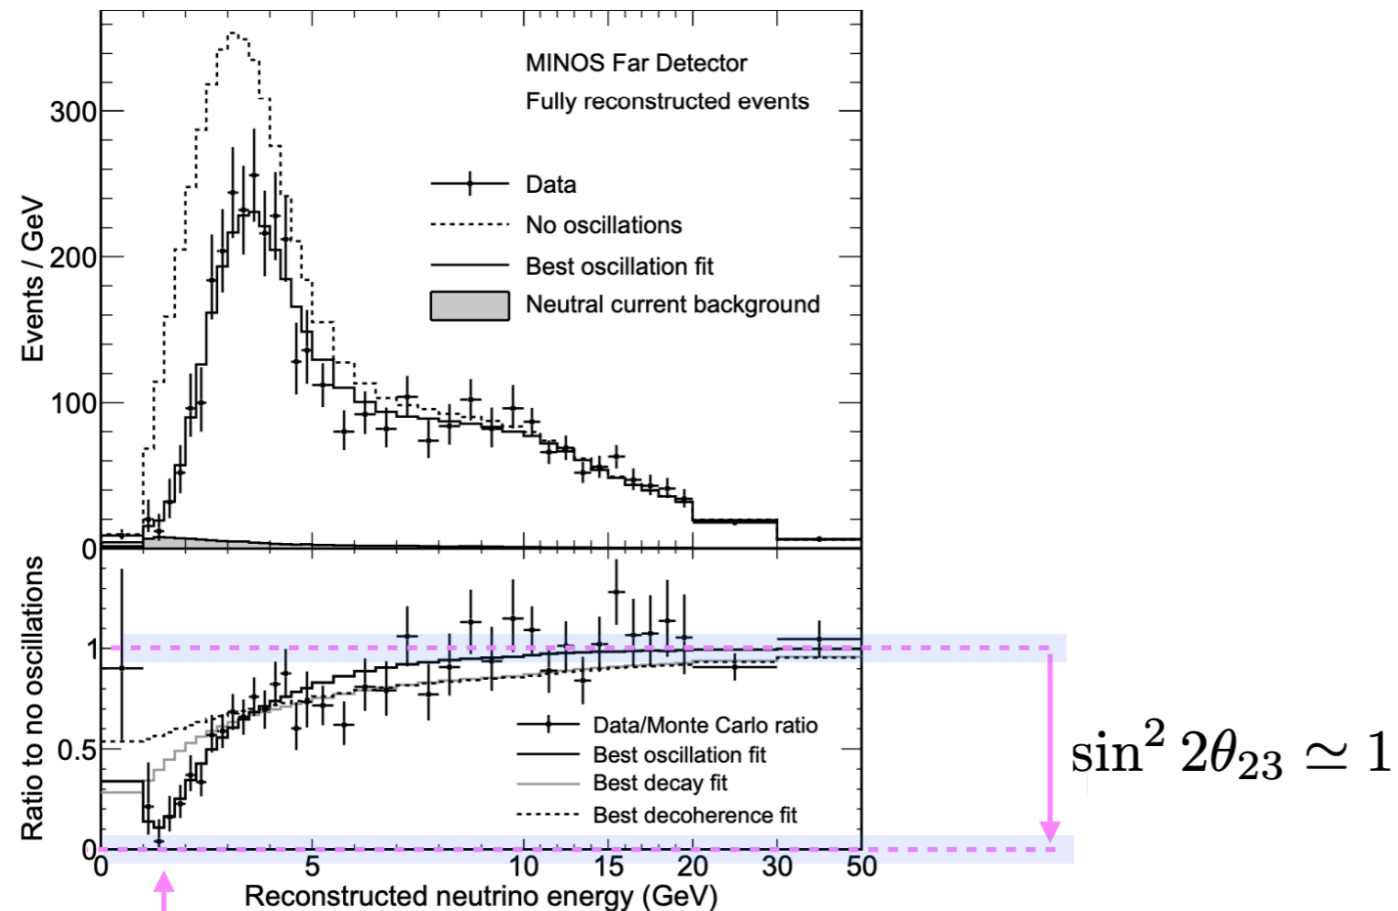 MINOS Far Detector
Fully reconstructed events
Events / GeV
300
200
100
0
Data
No oscillations
Best oscillation fit
Neutral current background
Ratio to no oscillations
1
0.5
0
Data/Monte Carlo ratio
Best oscillation fit
Best decay fit
Best decoherence fit
sin² 2θ₂₃ ≃ 1
0 5 10 15 20 30 50
Reconstructed neutrino energy (GeV)